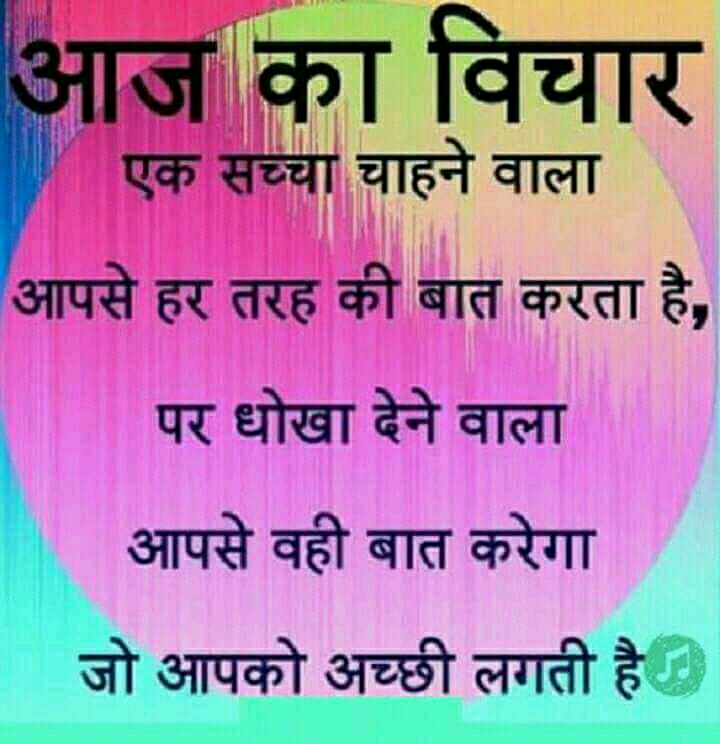 आज का विचार
एक सच्चा चाहने वाला
आपसे हर तरह की बात करता है,
पर धोखा देने वाला
आपसे वही बात करेगा
जो आपको अच्छी लगती है